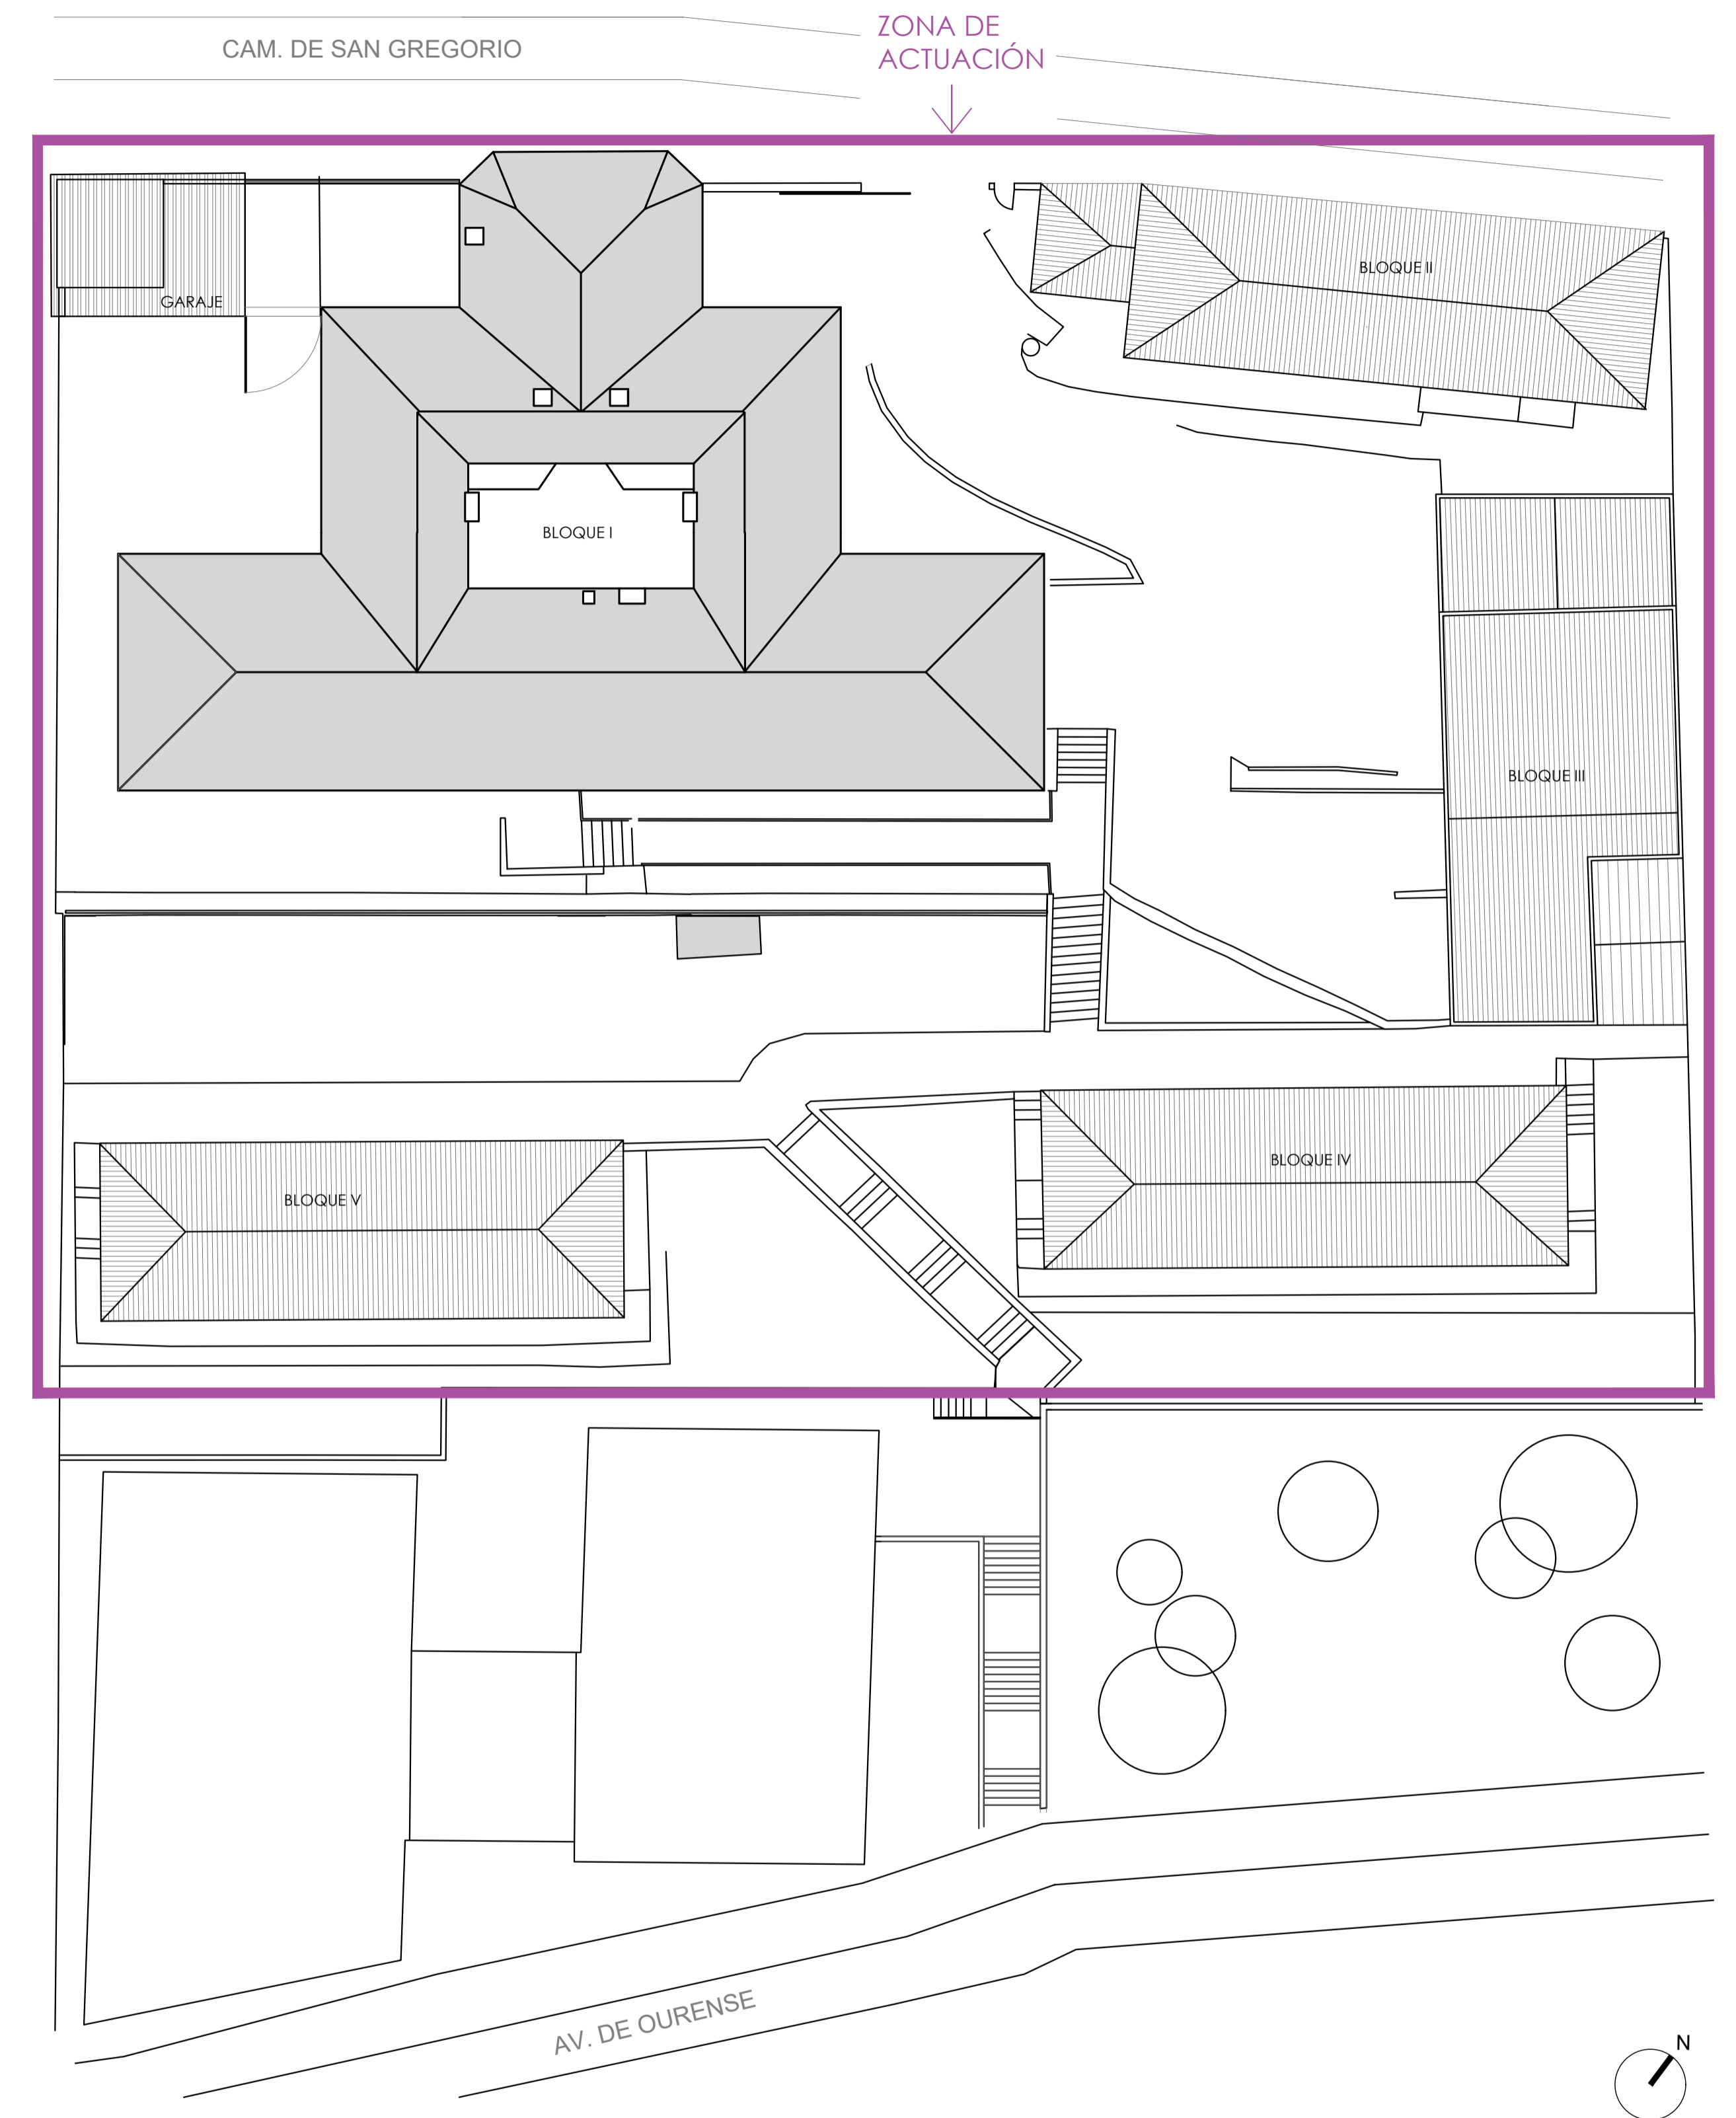 ZONA DE
ACTUACIÓN
CAM. DE SAN GREGORIO
BLOQUE II
GARAJE
BLOQUE I
BLOQUE III
BLOQUE IV
BLOQUE V
AV. DE OURENSE
N